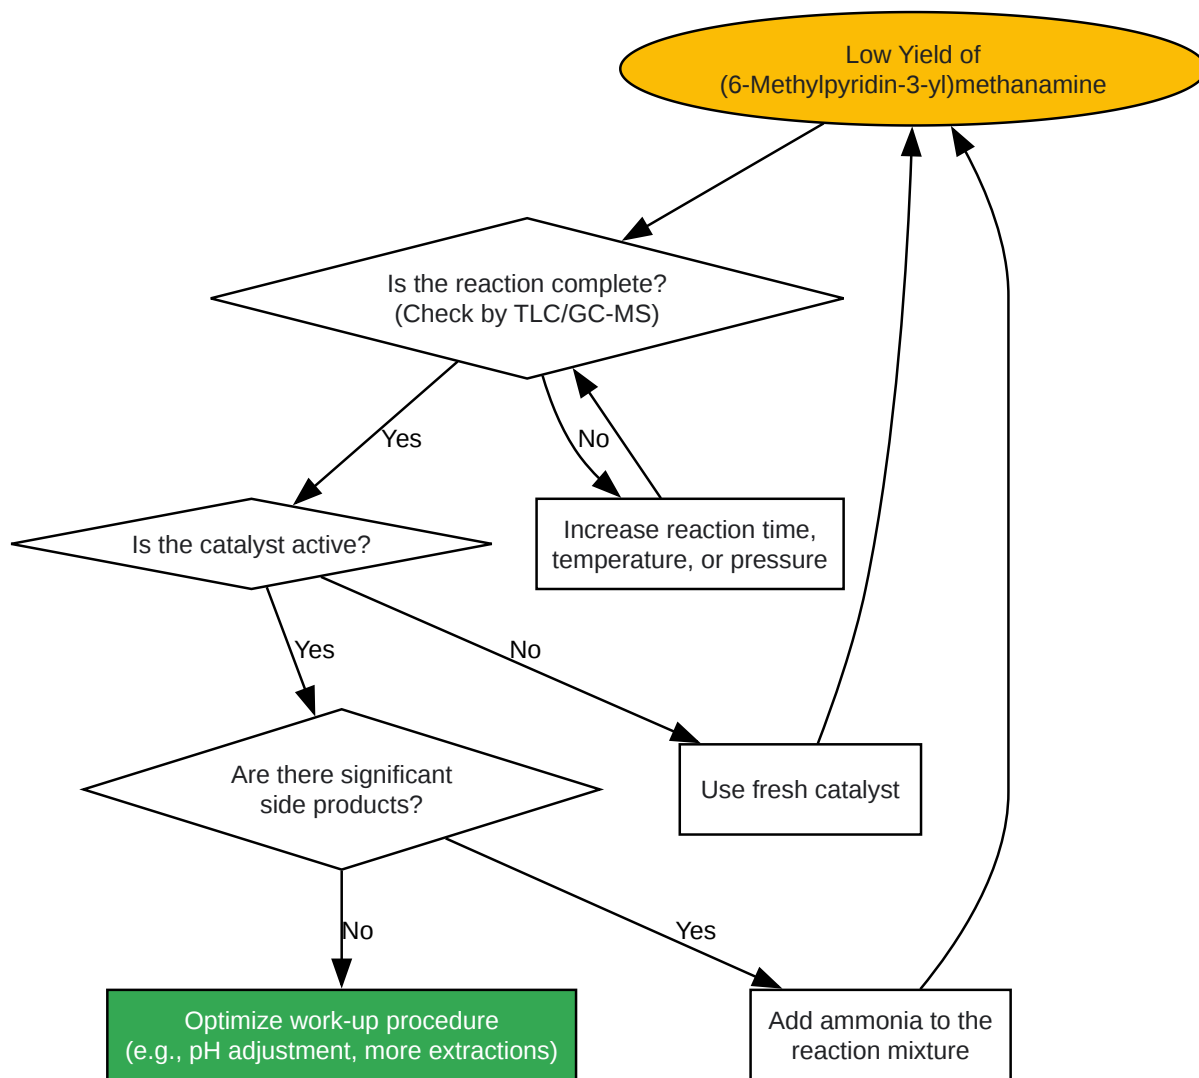 Low Yield of
(6-Methylpyridin-3-yl)methanamine
Is the reaction complete?
(Check by TLC/GC-MS)
Yes
No
Increase reaction time,
temperature, or pressure
Is the catalyst active?
Yes
No
Are there significant
side products?
Use fresh catalyst
No
Yes
Optimize work-up procedure
(e.g., pH adjustment, more extractions)
Add ammonia to the
reaction mixture